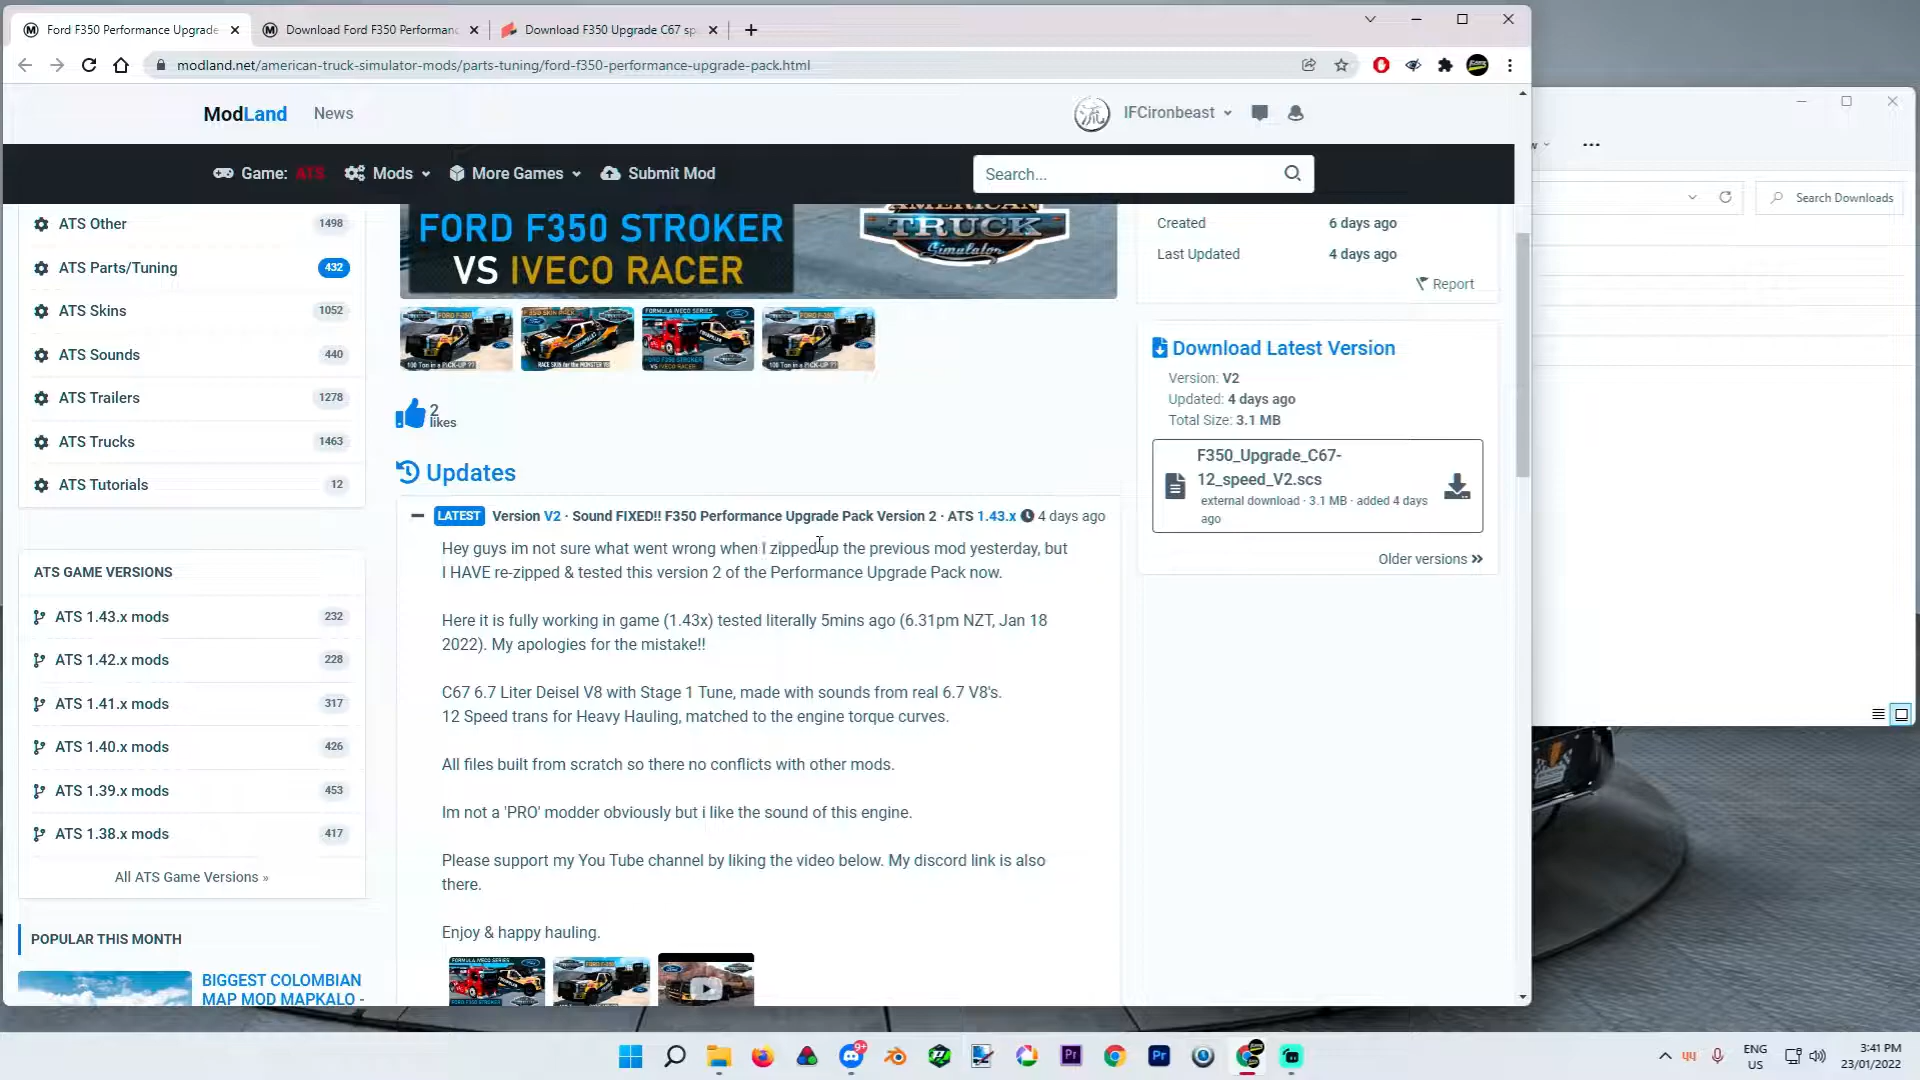 Ford F350 Performance Upgrade
Download Ford F350 Performanc
Download F350 Upgrade C67 sp
modland.net/american-truck-simulator-mods/parts-tuning/ford-f350-performance-upgrade-pack.html
ModLand
News
IFCironbeast
Game: ATS
Mods
More Games
Submit Mod
Search...
Search Downloads
ATS Other 1498
ATS Parts/Tuning 432
ATS Skins 1052
ATS Sounds 440
ATS Trailers 1278
ATS Trucks 1463
ATS Tutorials 12
ATS GAME VERSIONS
ATS 1.43.x mods 232
ATS 1.42.x mods 228
ATS 1.41.x mods 317
ATS 1.40.x mods 426
ATS 1.39.x mods 453
ATS 1.38.x mods 417
All ATS Game Versions »
POPULAR THIS MONTH
BIGGEST COLOMBIAN
MAP MOD MAPKALO -
FORD F350 STROKER
VS IVECO RACER
AMERICAN
TRUCK
Simulator
2
likes
Updates
LATEST Version V2 · Sound FIXED!! F350 Performance Upgrade Pack Version 2 · ATS 1.43.x 4 days ago
Hey guys im not sure what went wrong when I zipped up the previous mod yesterday, but
I HAVE re-zipped & tested this version 2 of the Performance Upgrade Pack now.
Here it is fully working in game (1.43x) tested literally 5mins ago (6.31pm NZT, Jan 18
2022). My apologies for the mistake!!
C67 6.7 Liter Deisel V8 with Stage 1 Tune, made with sounds from real 6.7 V8's.
12 Speed trans for Heavy Hauling, matched to the engine torque curves.
All files built from scratch so there no conflicts with other mods.
Im not a 'PRO' modder obviously but i like the sound of this engine.
Please support my You Tube channel by liking the video below. My discord link is also
there.
Enjoy & happy hauling.
Created 6 days ago
Last Updated 4 days ago
Report
Download Latest Version
Version: V2
Updated: 4 days ago
Total Size: 3.1 MB
F350_Upgrade_C67-
12_speed_V2.scs
external download · 3.1 MB · added 4 days
ago
Older versions »
9+
ENG
US
3:41 PM
23/01/2022